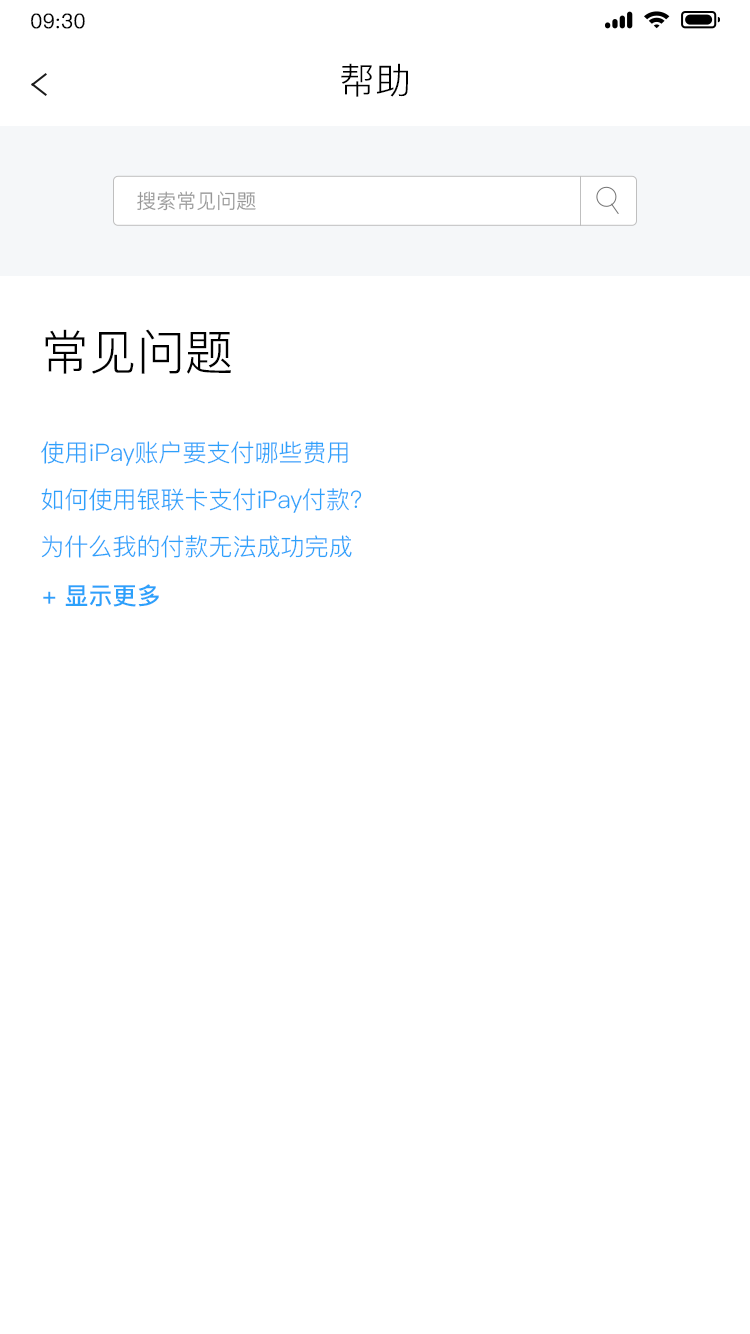 09:30
帮助
搜索常见问题
常见问题
使用iPay账户要支付哪些费用
如何使用银联卡支付iPay付款?
为什么我的付款无法成功完成
+ 显示更多